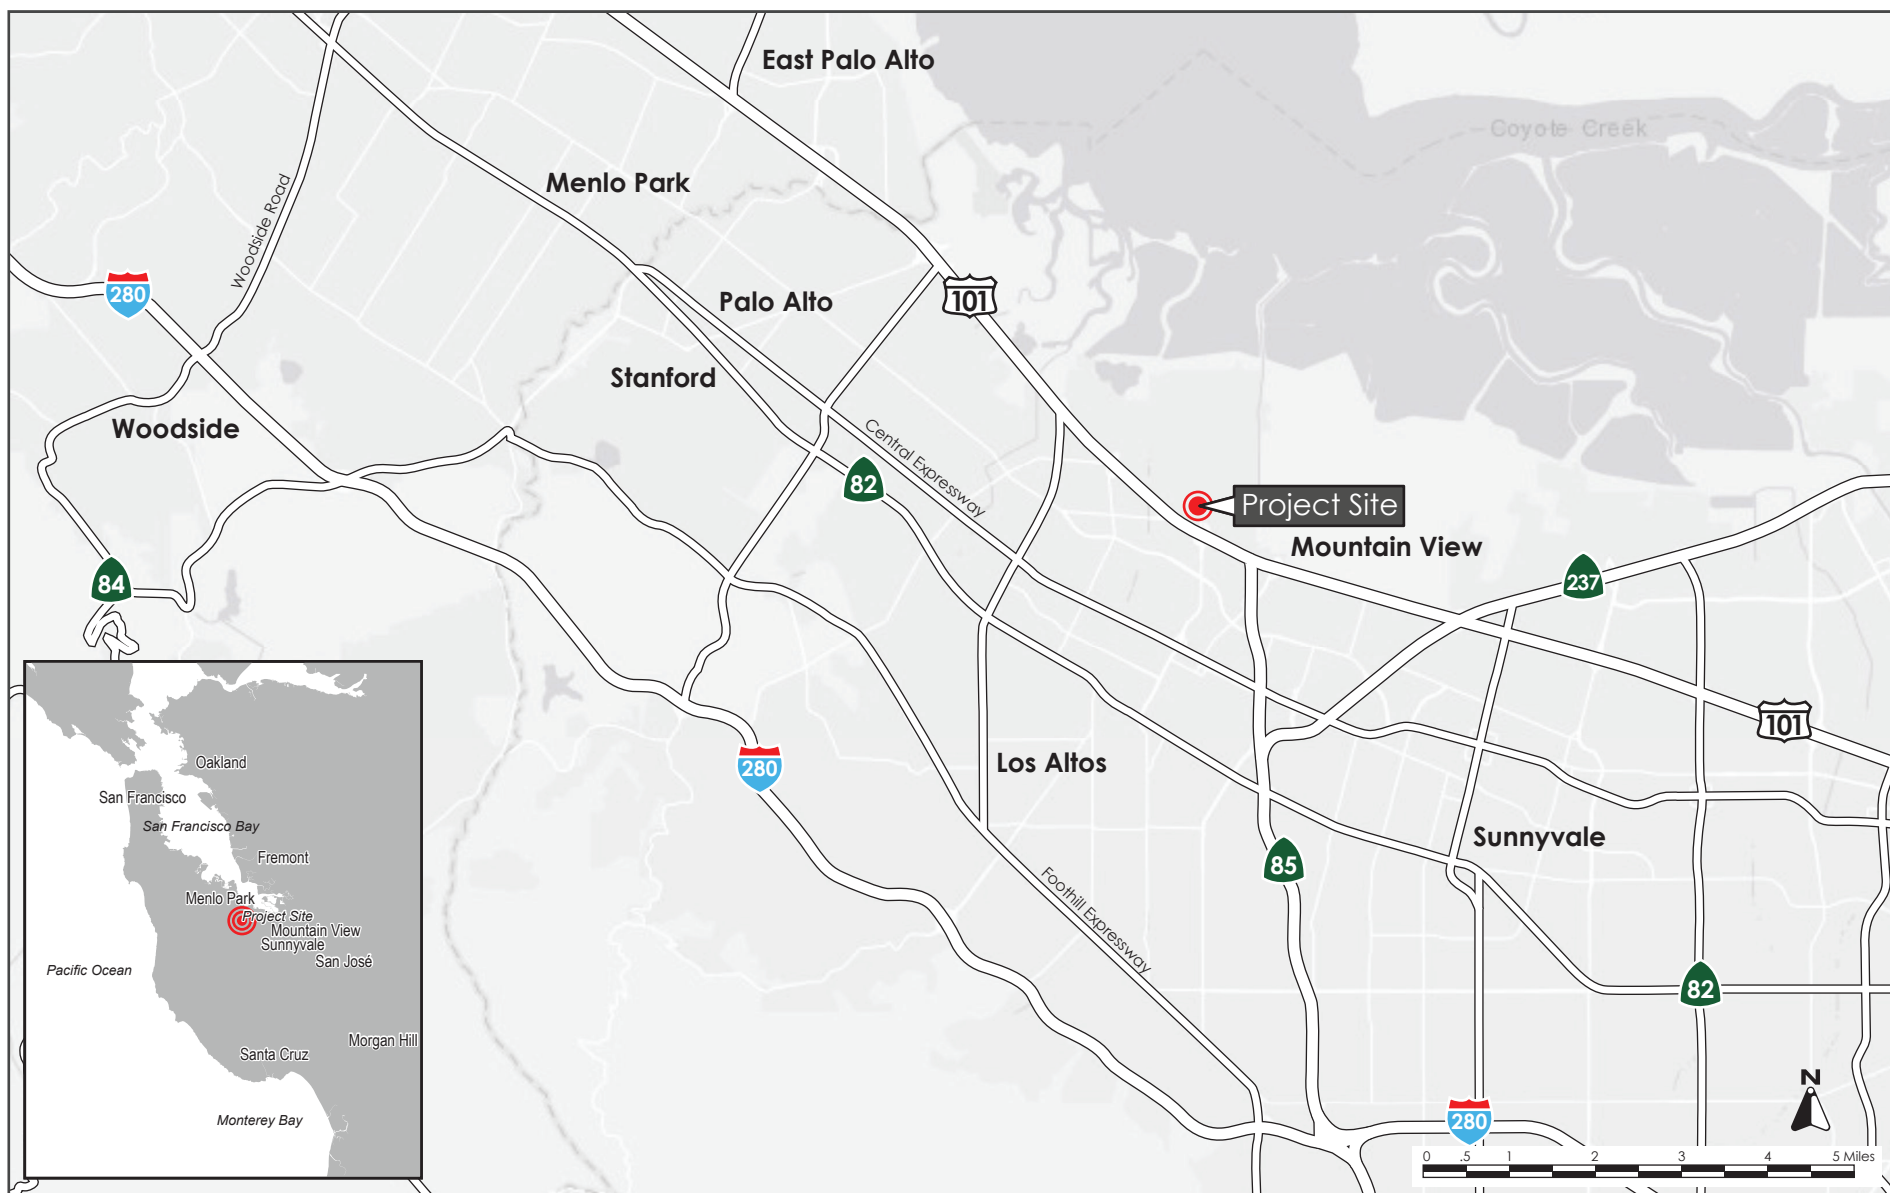 East Palo Alto
Coyote Creek
Menlo Park
Woodside Road
280
101
Palo Alto
Stanford
Woodside
Central Expressway
82
Project Site
Mountain View
84
237
101
280
Los Altos
Sunnyvale
85
Foothill Expressway
82
280
N
0 .5 1 2 3 4 5 Miles
Oakland
San Francisco
San Francisco Bay
Fremont
Menlo Park
Project Site
Mountain View
Sunnyvale
San José
Pacific Ocean
Morgan Hill
Santa Cruz
Monterey Bay